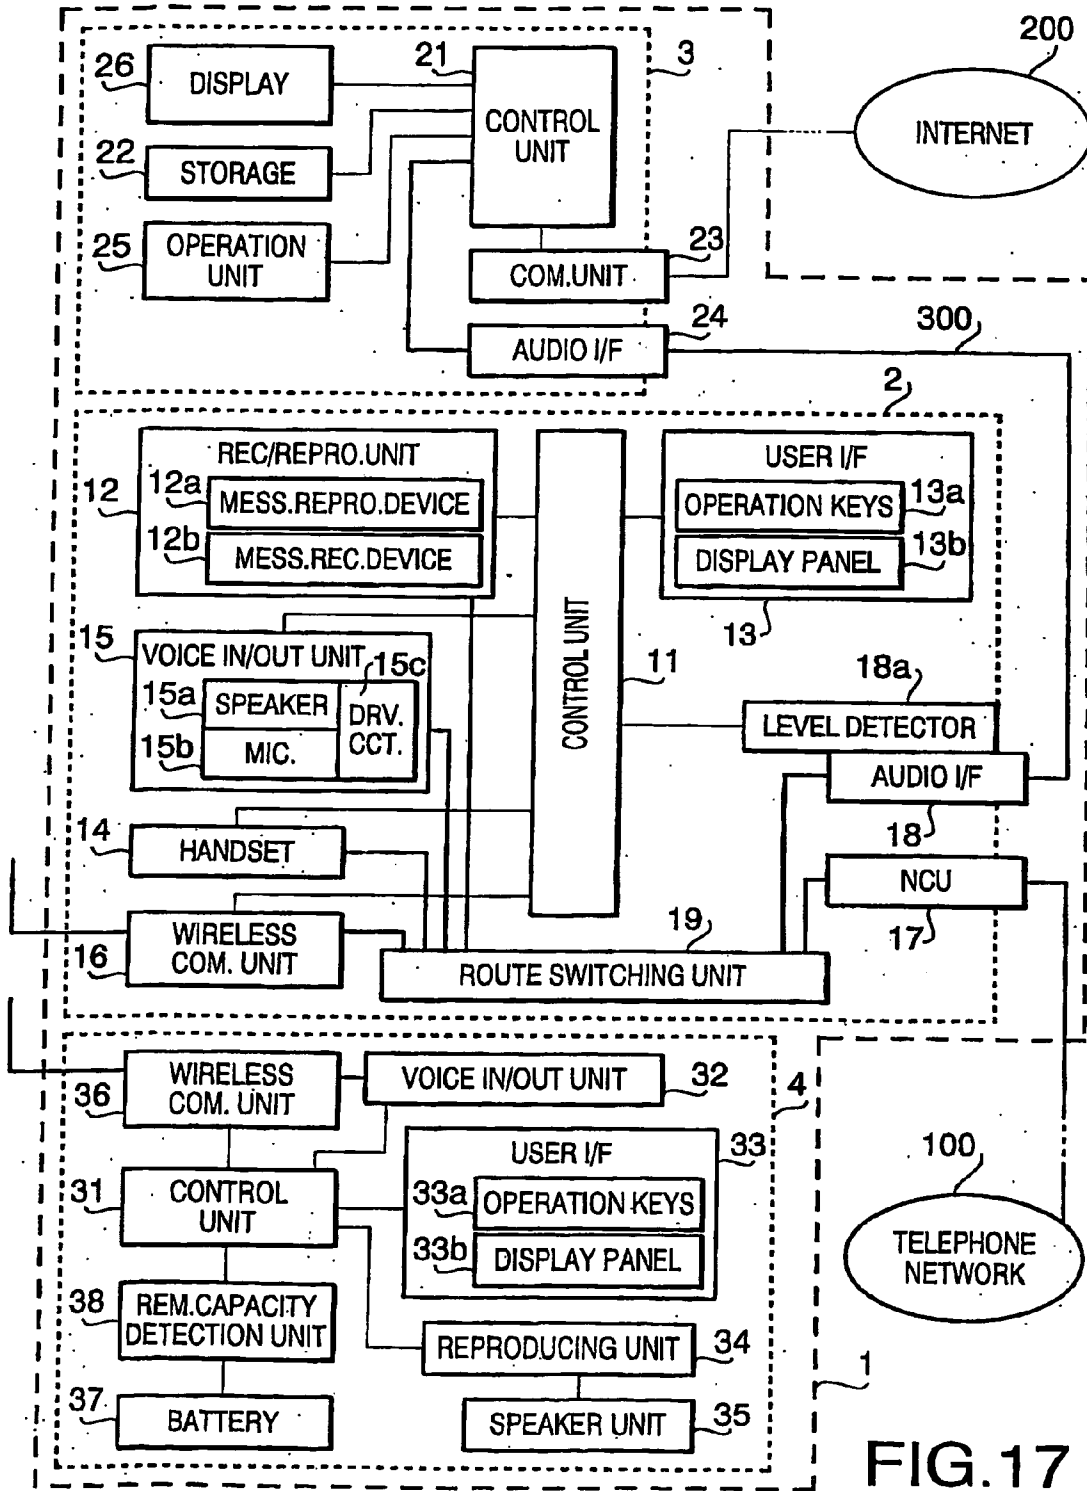 26
DISPLAY
21
CONTROL
UNIT
3
200
INTERNET
22
STORAGE
25
OPERATION
UNIT
23
COM.UNIT
24
AUDIO I/F
300
2
REC/REPRO.UNIT
12
12a
MESS.REPRO.DEVICE
12b
MESS.REC.DEVICE
USER I/F
OPERATION KEYS
13a
DISPLAY PANEL
13b
13
CONTROL UNIT
11
15
VOICE IN/OUT UNIT
15c
15a
SPEAKER
DRV.
CCT.
15b
MIC.
18a
LEVEL DETECTOR
AUDIO I/F
18
14
HANDSET
NCU
17
16
WIRELESS
COM. UNIT
19
ROUTE SWITCHING UNIT
36
WIRELESS
COM. UNIT
VOICE IN/OUT UNIT
32
4
USER I/F
33
33a
OPERATION KEYS
33b
DISPLAY PANEL
31
CONTROL
UNIT
100
TELEPHONE
NETWORK
38
REM.CAPACITY
DETECTION UNIT
REPRODUCING UNIT
34
37
BATTERY
SPEAKER UNIT
35
1
FIG.17